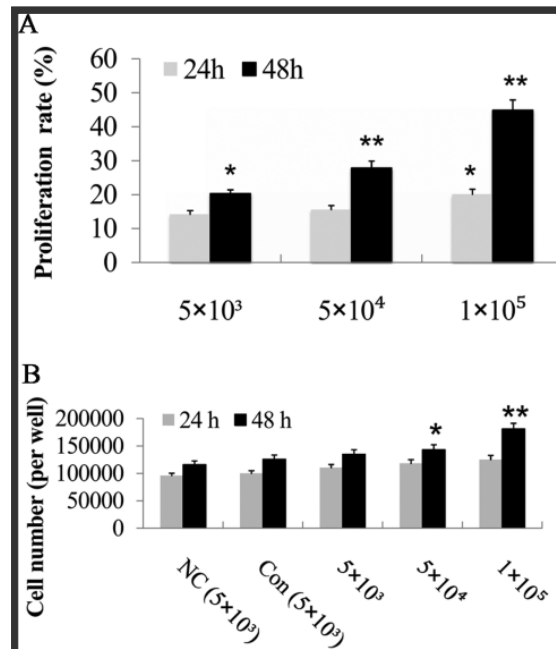 A
Proliferation rate (%)
60
50
40
30
20
10
0
24h 48h
*
**
*
**
5×10³ 5×10⁴ 1×10⁵
B
Cell number (per well)
200000
150000
100000
50000
0
24 h 48 h
*
**
NC (5×10³) Con (5×10³) 5×10³ 5×10⁴ 1×10⁵